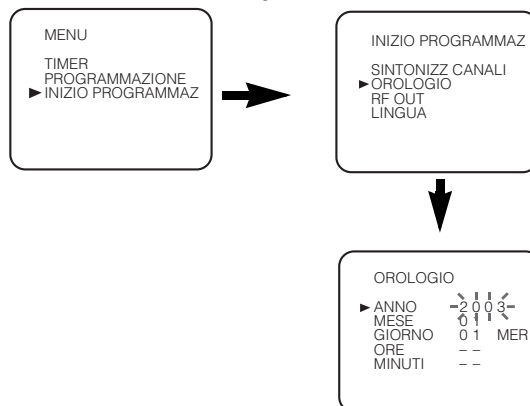 MENU
TIMER
PROGRAMMAZIONE
INIZIO PROGRAMMAZ
INIZIO PROGRAMMAZ
SINTONIZZ CANALI
OROLOGIO
RF OUT
LINGUA
OROLOGIO
ANNO 2003
MESE 01
GIORNO 01 MER
ORE – –
MINUTI – –